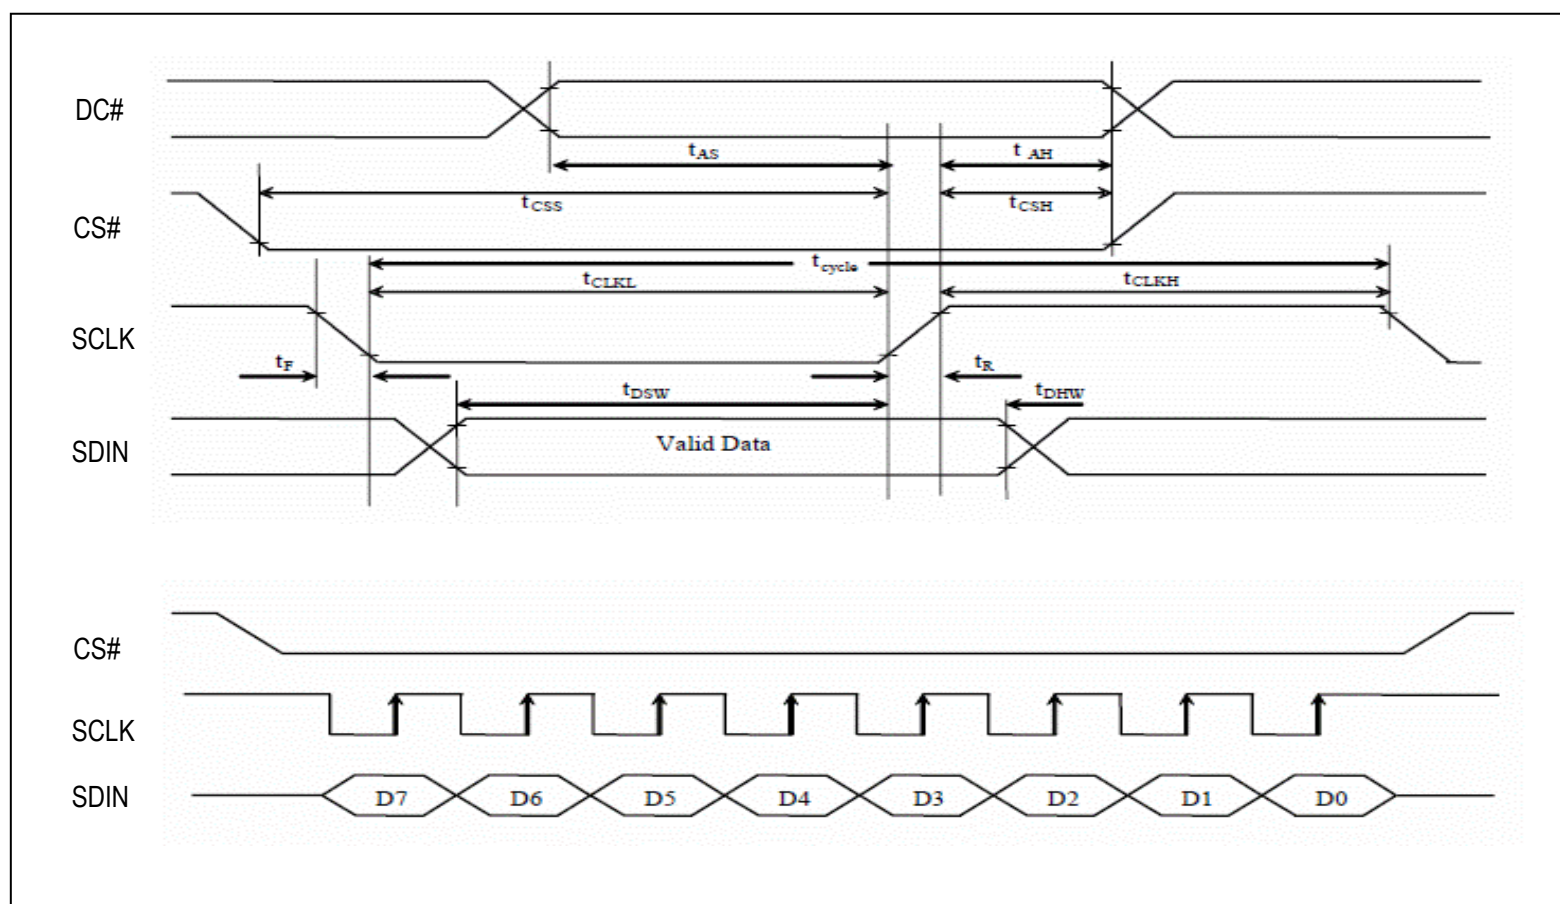 DC#
tAS
t AH
CS#
tCSS
tCSH
tcycle
tCLKL
tCLKH
SCLK
tF
tR
tDSW
tDHW
SDIN
Valid Data
CS#
SCLK
SDIN
D7 D6 D5 D4 D3 D2 D1 D0